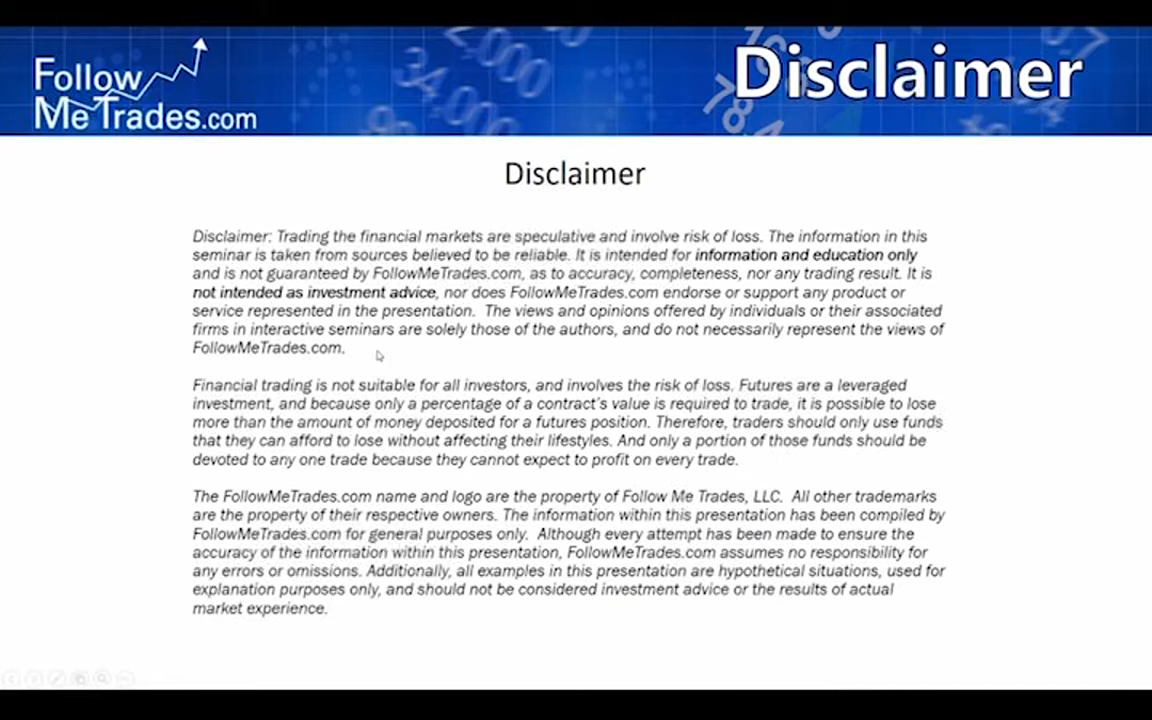 Follow
Me Trades.com
Disclaimer
Disclaimer
Disclaimer: Trading the financial markets are speculative and involve risk of loss. The information in this
seminar is taken from sources believed to be reliable. It is intended for information and education only
and is not guaranteed by FollowMeTrades.com, as to accuracy, completeness, nor any trading result. It is
not intended as investment advice, nor does FollowMeTrades.com endorse or support any product or
service represented in the presentation. The views and opinions offered by individuals or their associated
firms in interactive seminars are solely those of the authors, and do not necessarily represent the views of
FollowMeTrades.com.
Financial trading is not suitable for all investors, and involves the risk of loss. Futures are a leveraged
investment, and because only a percentage of a contract's value is required to trade, it is possible to lose
more than the amount of money deposited for a futures position. Therefore, traders should only use funds
that they can afford to lose without affecting their lifestyles. And only a portion of those funds should be
devoted to any one trade because they cannot expect to profit on every trade.
The FollowMeTrades.com name and logo are the property of Follow Me Trades, LLC. All other trademarks
are the property of their respective owners. The information within this presentation has been compiled by
FollowMeTrades.com for general purposes only. Although every attempt has been made to ensure the
accuracy of the information within this presentation, FollowMeTrades.com assumes no responsibility for
any errors or omissions. Additionally, all examples in this presentation are hypothetical situations, used for
explanation purposes only, and should not be considered investment advice or the results of actual
market experience.
2,000
34,000
78.4